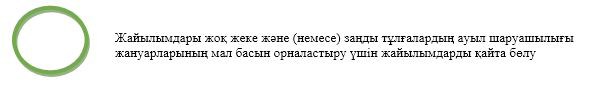 Жайылымдары жоқ жеке және (немесе) заңды тұлғалардың ауыл шаруашылығы
жануарларының мал басын орналастыру үшін жайылымдарды қайта бөлу